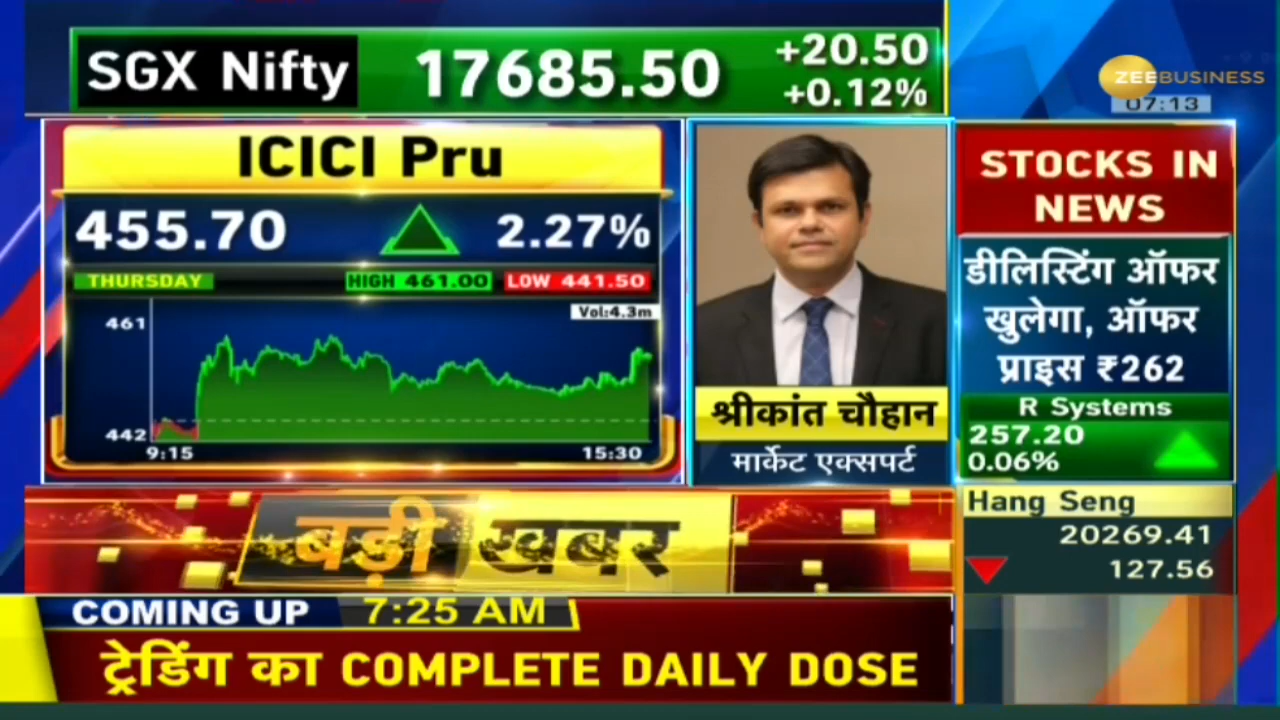 SGX Nifty
17685.50
+20.50
+0.12%
ZEEBUSINESS
07:13
ICICI Pru
455.70
2.27%
THURSDAY
HIGH 461.00
LOW 441.50
Vol:4.3m
461
442
9:15
15:30
श्रीकांत चौहान
मार्केट एक्सपर्ट
STOCKS IN
NEWS
डीलिस्टिंग ऑफर
खुलेगा, ऑफर
प्राइस ₹262
R Systems
257.20
0.06%
Hang Seng
20269.41
127.56
बड़ी खबर
COMING UP 7:25 AM
ट्रेडिंग का COMPLETE DAILY DOSE